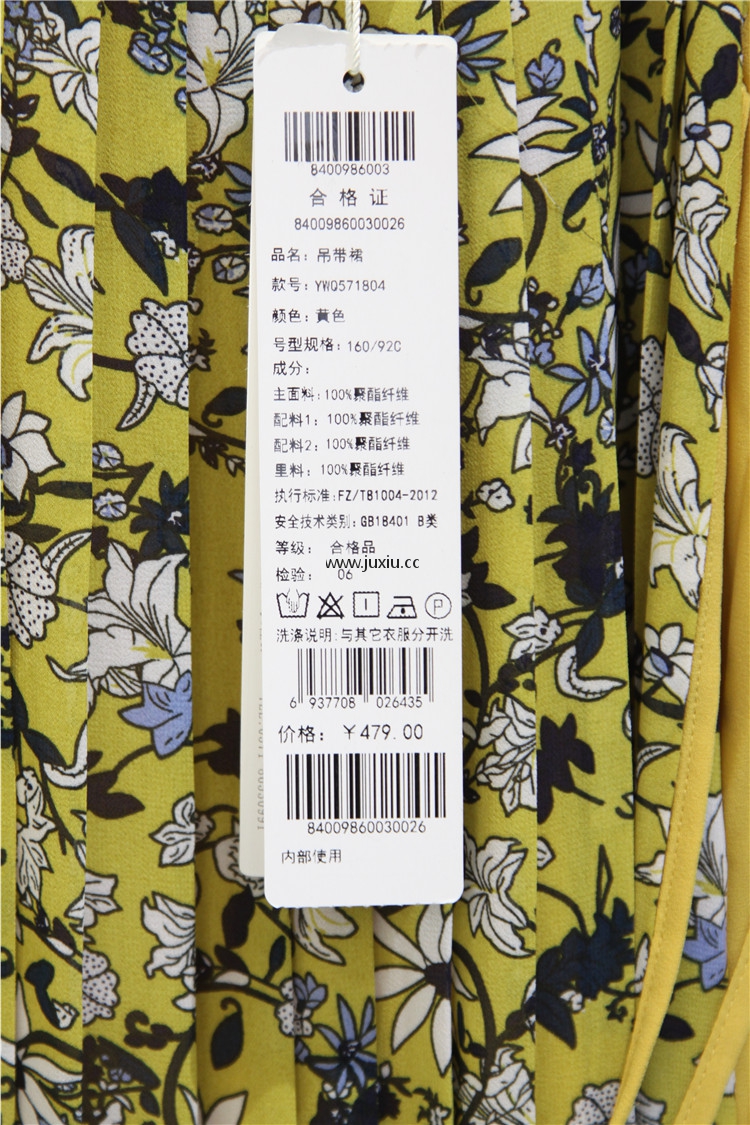 8400986003
合格证
84009860030026
品名：吊带裙
款号：YWQ571804
颜色：黄色
号型规格：160/92C
成分：
主面料：100%聚酯纤维
配料1：100%聚酯纤维
配料2：100%聚酯纤维
里料：100%聚酯纤维
执行标准：FZ/T81004-2012
安全技术类别：GB18401 B类
等级：合格品
www.juxiu.cc
检验：06
P
洗涤说明：与其它衣服分开洗
6 937708 026435
价格：￥479.00
84009860030026
内部使用